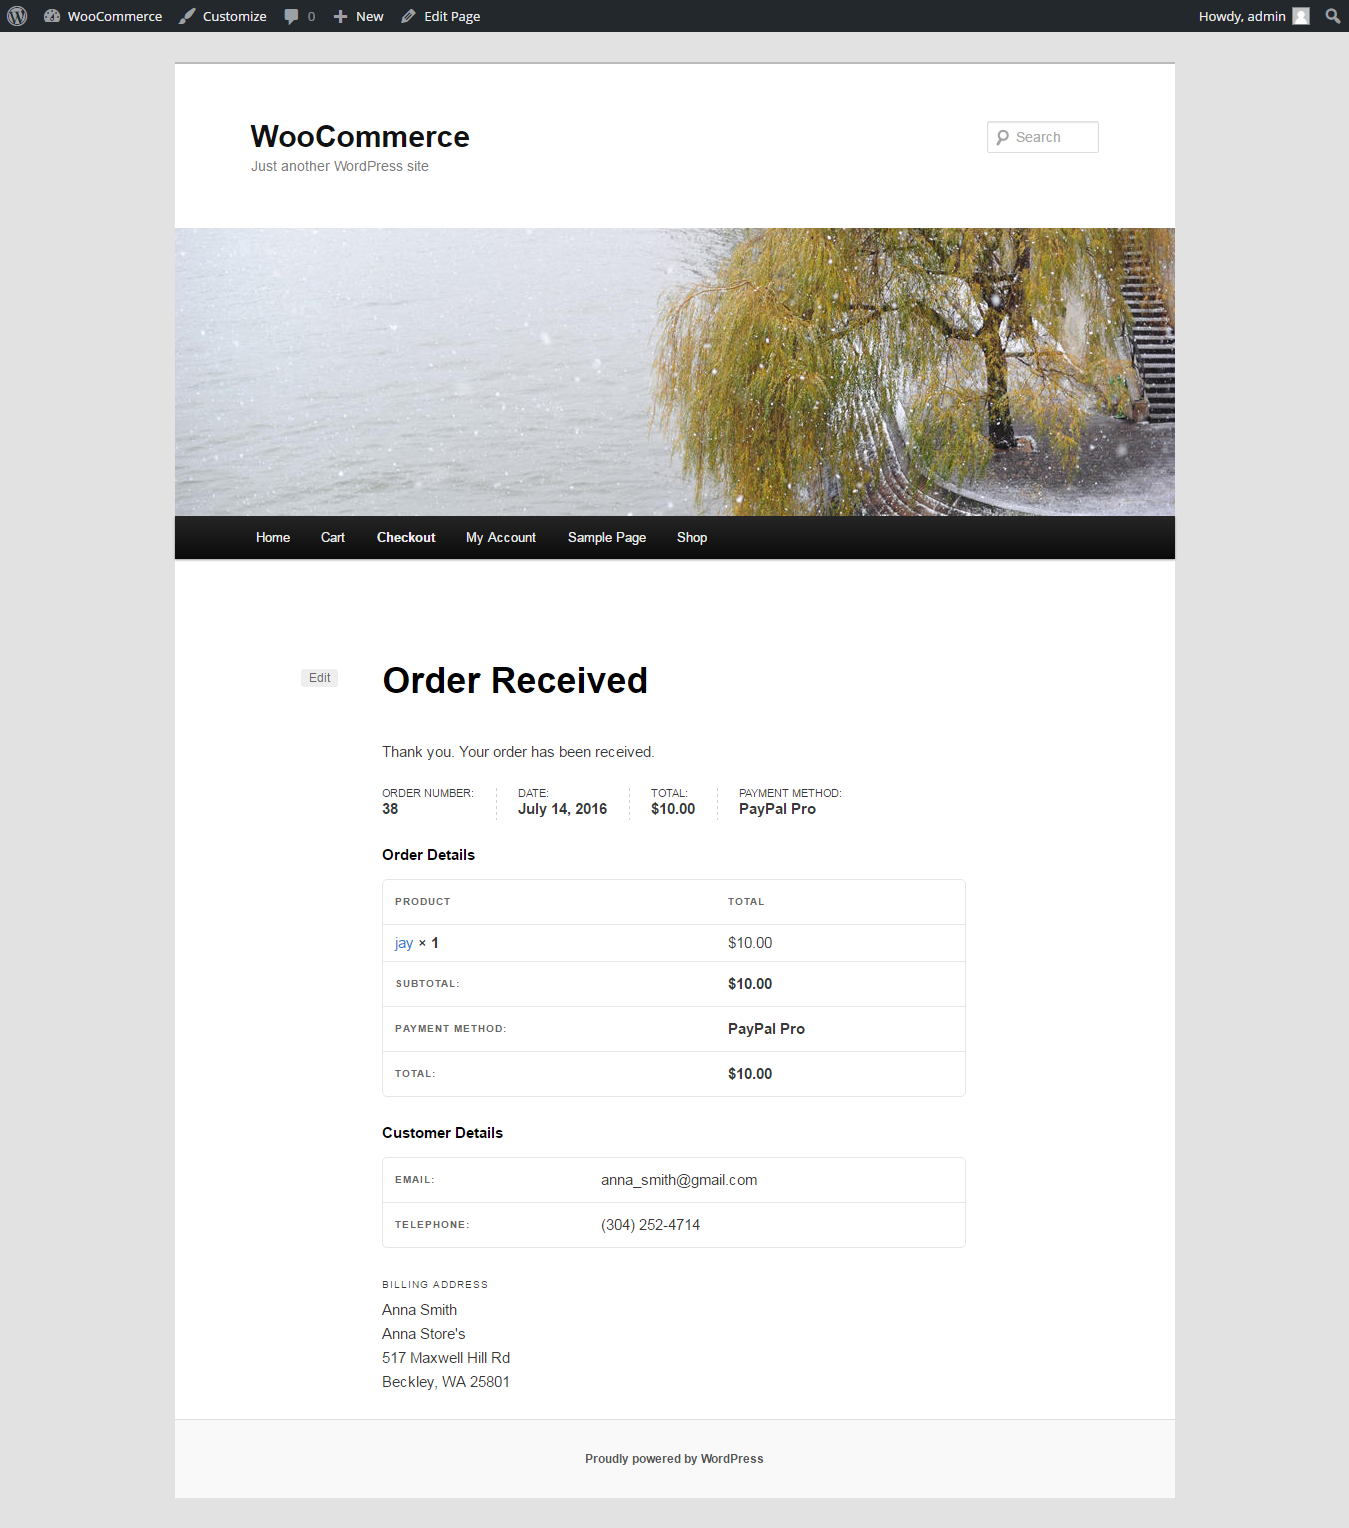 WooCommerce Customize 0 New Edit Page Howdy, admin
WooCommerce
Search
Just another WordPress site
Home Cart Checkout My Account Sample Page Shop
Edit
Order Received
Thank you. Your order has been received.
ORDER NUMBER: DATE: TOTAL: PAYMENT METHOD:
38 July 14, 2016 $10.00 PayPal Pro
Order Details
PRODUCT TOTAL
jay × 1 $10.00
SUBTOTAL: $10.00
PAYMENT METHOD: PayPal Pro
TOTAL: $10.00
Customer Details
EMAIL: anna_smith@gmail.com
TELEPHONE: (304) 252-4714
BILLING ADDRESS
Anna Smith
Anna Store's
517 Maxwell Hill Rd
Beckley, WA 25801
Proudly powered by WordPress